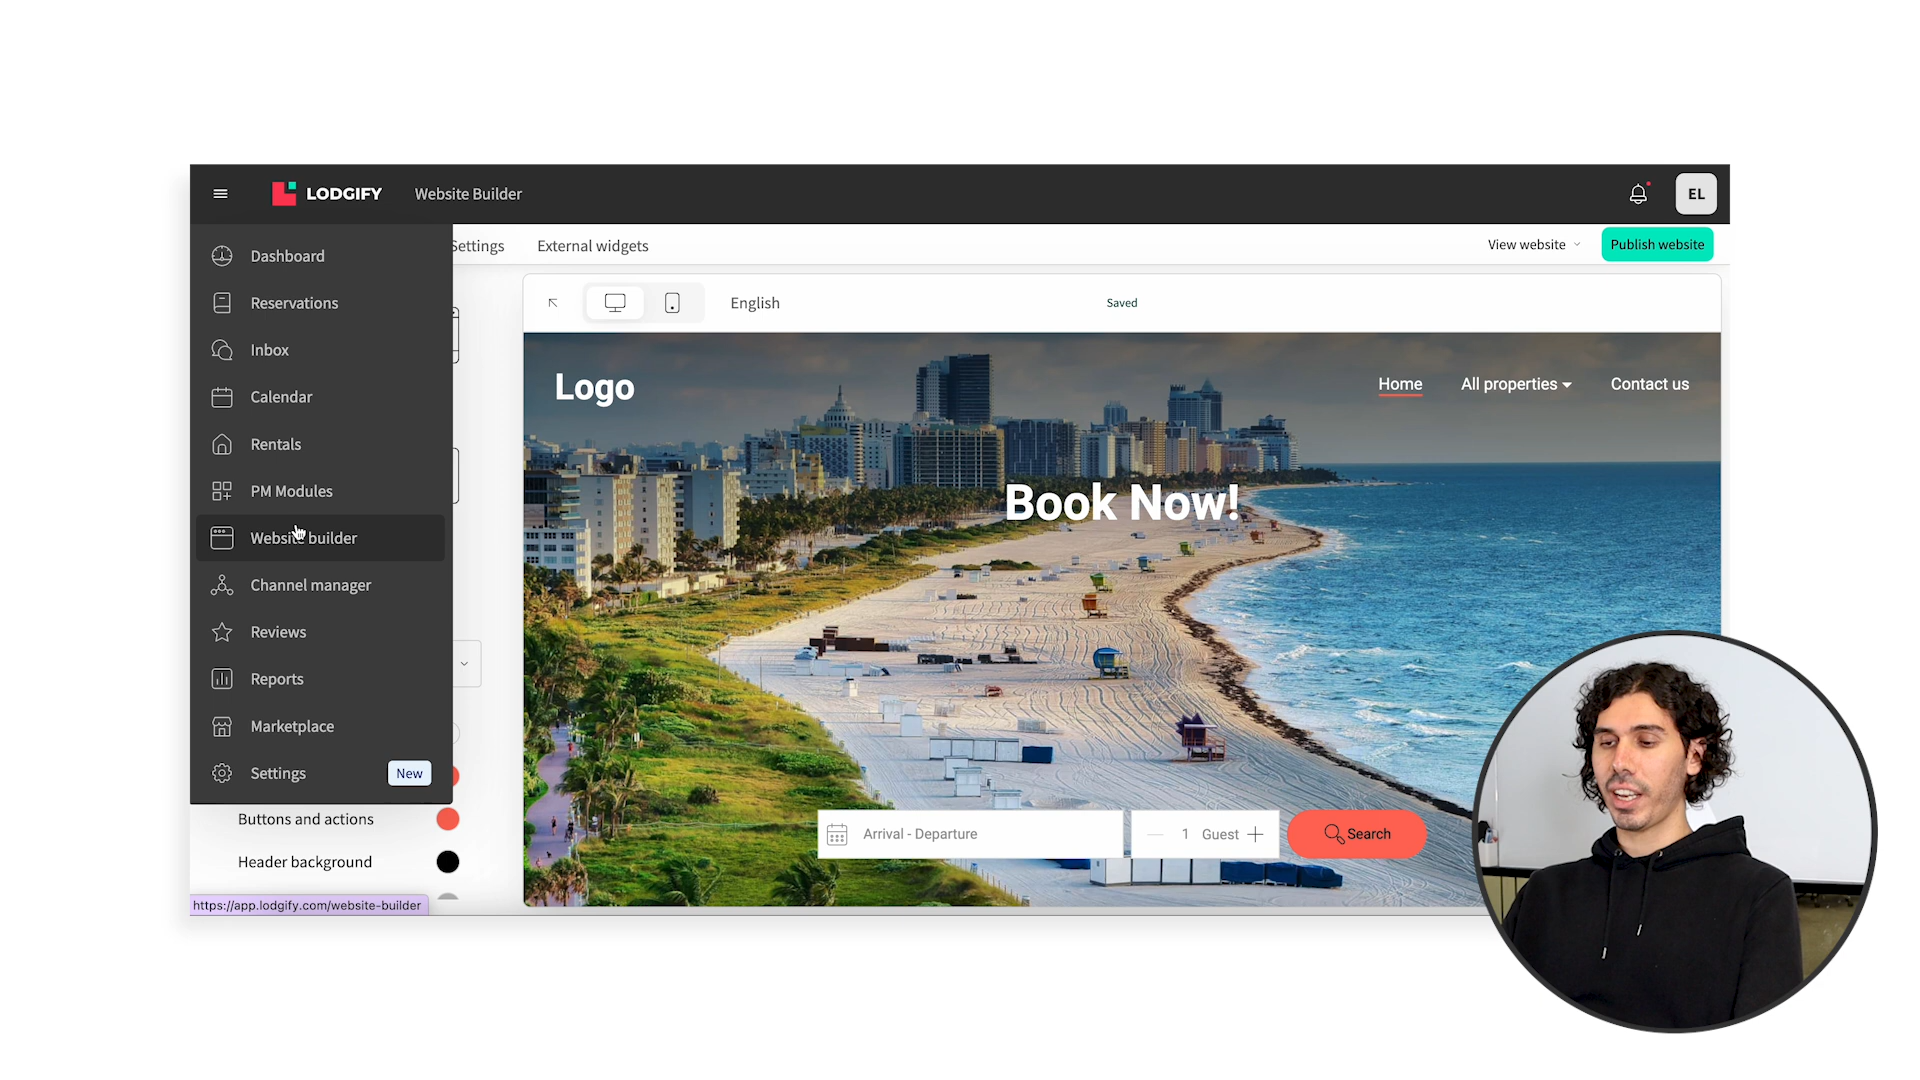 LODGIFY
Website Builder
EL
Dashboard
Reservations
Inbox
Calendar
Rentals
PM Modules
Website builder
Channel manager
Reviews
Reports
Marketplace
Settings
New
Settings
External widgets
View website
Publish website
English
Saved
Logo
Home
All properties
Contact us
Book Now!
Arrival - Departure
1 Guest
Search
Buttons and actions
Header background
https://app.lodgify.com/website-builder